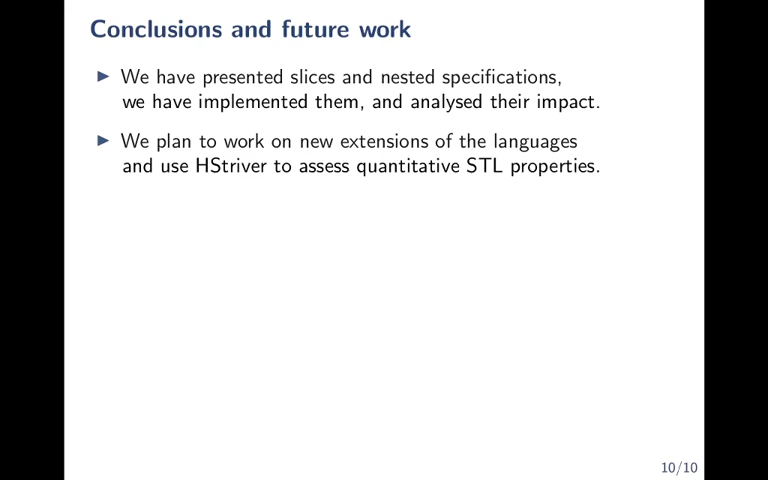 Conclusions and future work
We have presented slices and nested specifications,
we have implemented them, and analysed their impact.
We plan to work on new extensions of the languages
and use HStriver to assess quantitative STL properties.
10/10